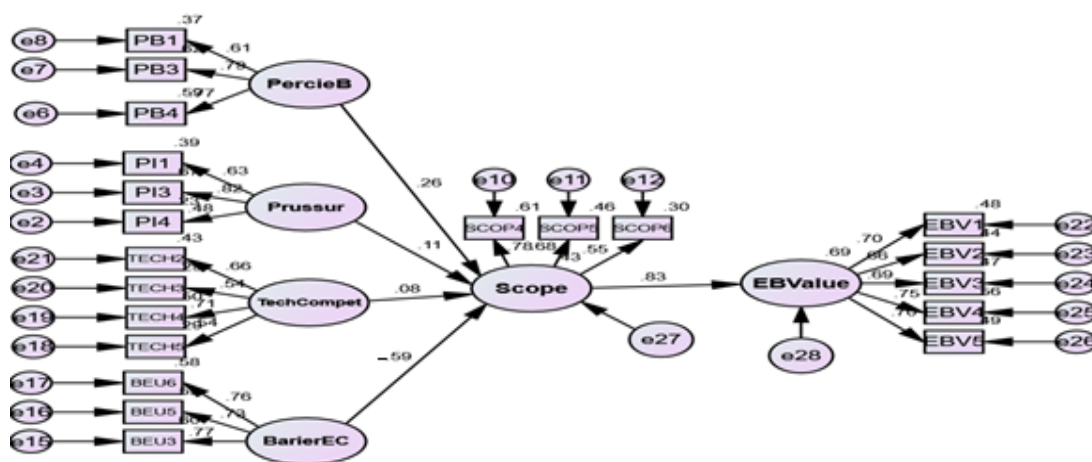 .37
e8 PB1 .61
e7 PB3 .79
PercieB
e6 PB4 .77
.39
e4 PI1 .63
e3 PI3 .82
e2 PI4 .48
Prussur
.26
.11
.43
e21 TECH2 .66
e20 TECH3 .54
e19 TECH4 .71
e18 TECH5
TechCompet .08
.58
e17 BEU6 .76
e16 BEU5 .73
e15 BEU3 .77
BarierEC
-.59
e10 e11 e12
.61 .46 .30
SCOP4 SCOP5 SCOP6
.78 .68 .55
Scope
.83
e27
.69
EBValue
e28
.48
.70 EBV1 e22
EBV2 e23
.69 EBV3 e24
.75 EBV4 e25
.70 EBV5 e26